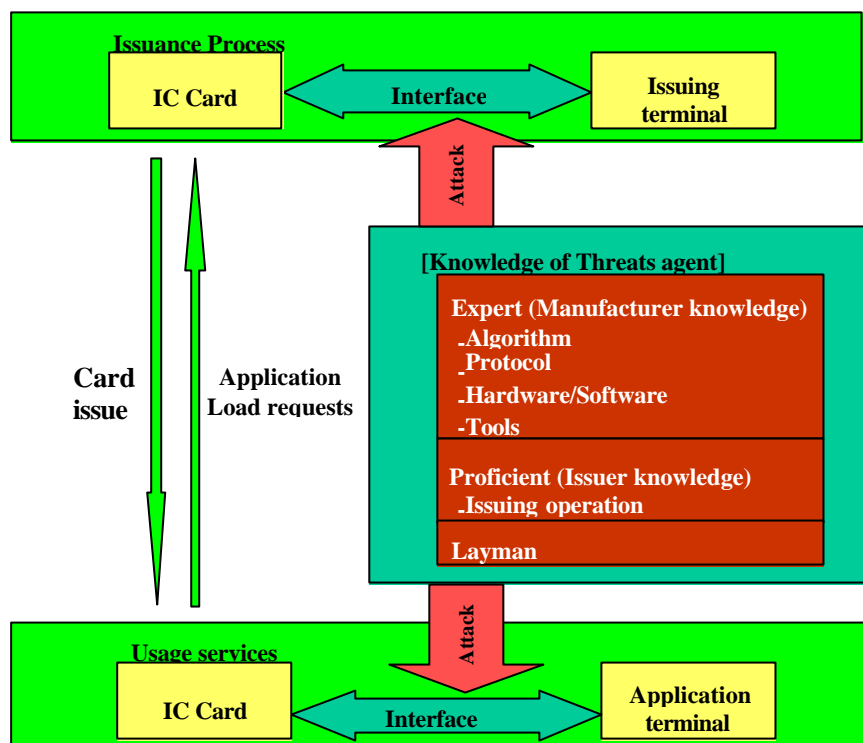 Issuance Process
IC Card
Interface
Issuing
terminal
Attack
[Knowledge of Threats agent]
Expert (Manufacturer knowledge)
-Algorithm
-Protocol
-Hardware/Software
-Tools
Proficient (Issuer knowledge)
-Issuing operation
Layman
Card
issue
Application
Load requests
Attack
Usage services
IC Card
Interface
Application
terminal